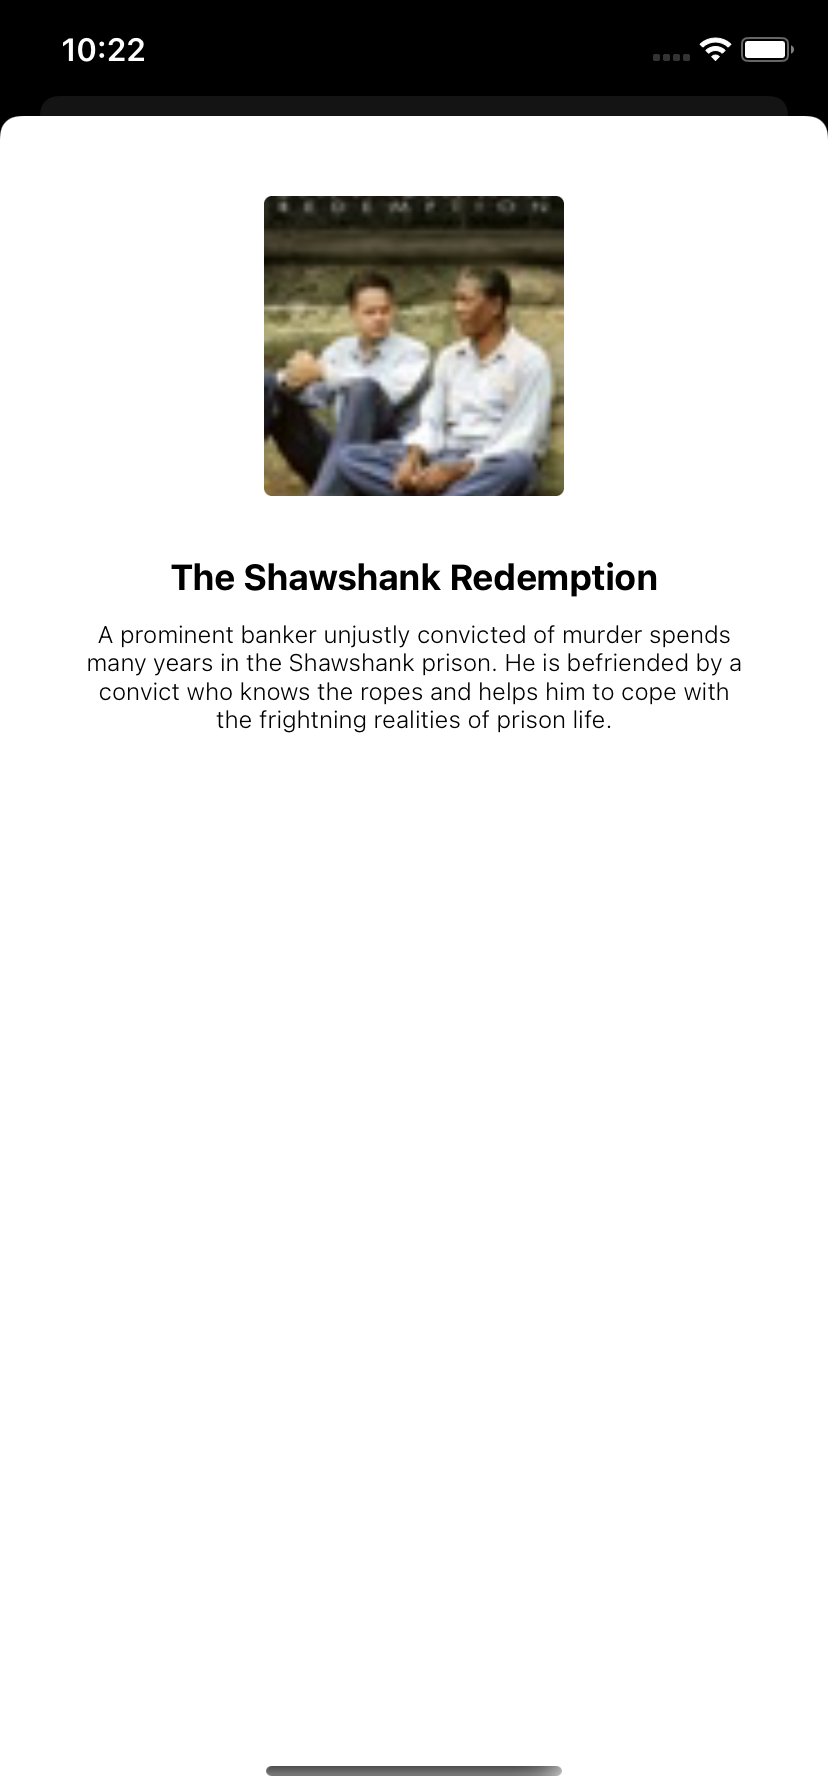 10:22
REDEMPTION
The Shawshank Redemption
A prominent banker unjustly convicted of murder spends
many years in the Shawshank prison. He is befriended by a
convict who knows the ropes and helps him to cope with
the frightning realities of prison life.